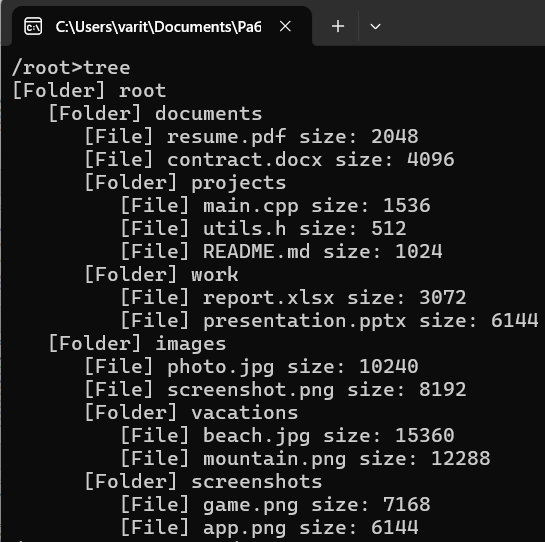 C:\Users\varit\Documents\Pa6
/root>tree
[Folder] root
[Folder] documents
[File] resume.pdf size: 2048
[File] contract.docx size: 4096
[Folder] projects
[File] main.cpp size: 1536
[File] utils.h size: 512
[File] README.md size: 1024
[Folder] work
[File] report.xlsx size: 3072
[File] presentation.pptx size: 6144
[Folder] images
[File] photo.jpg size: 10240
[File] screenshot.png size: 8192
[Folder] vacations
[File] beach.jpg size: 15360
[File] mountain.png size: 12288
[Folder] screenshots
[File] game.png size: 7168
[File] app.png size: 6144